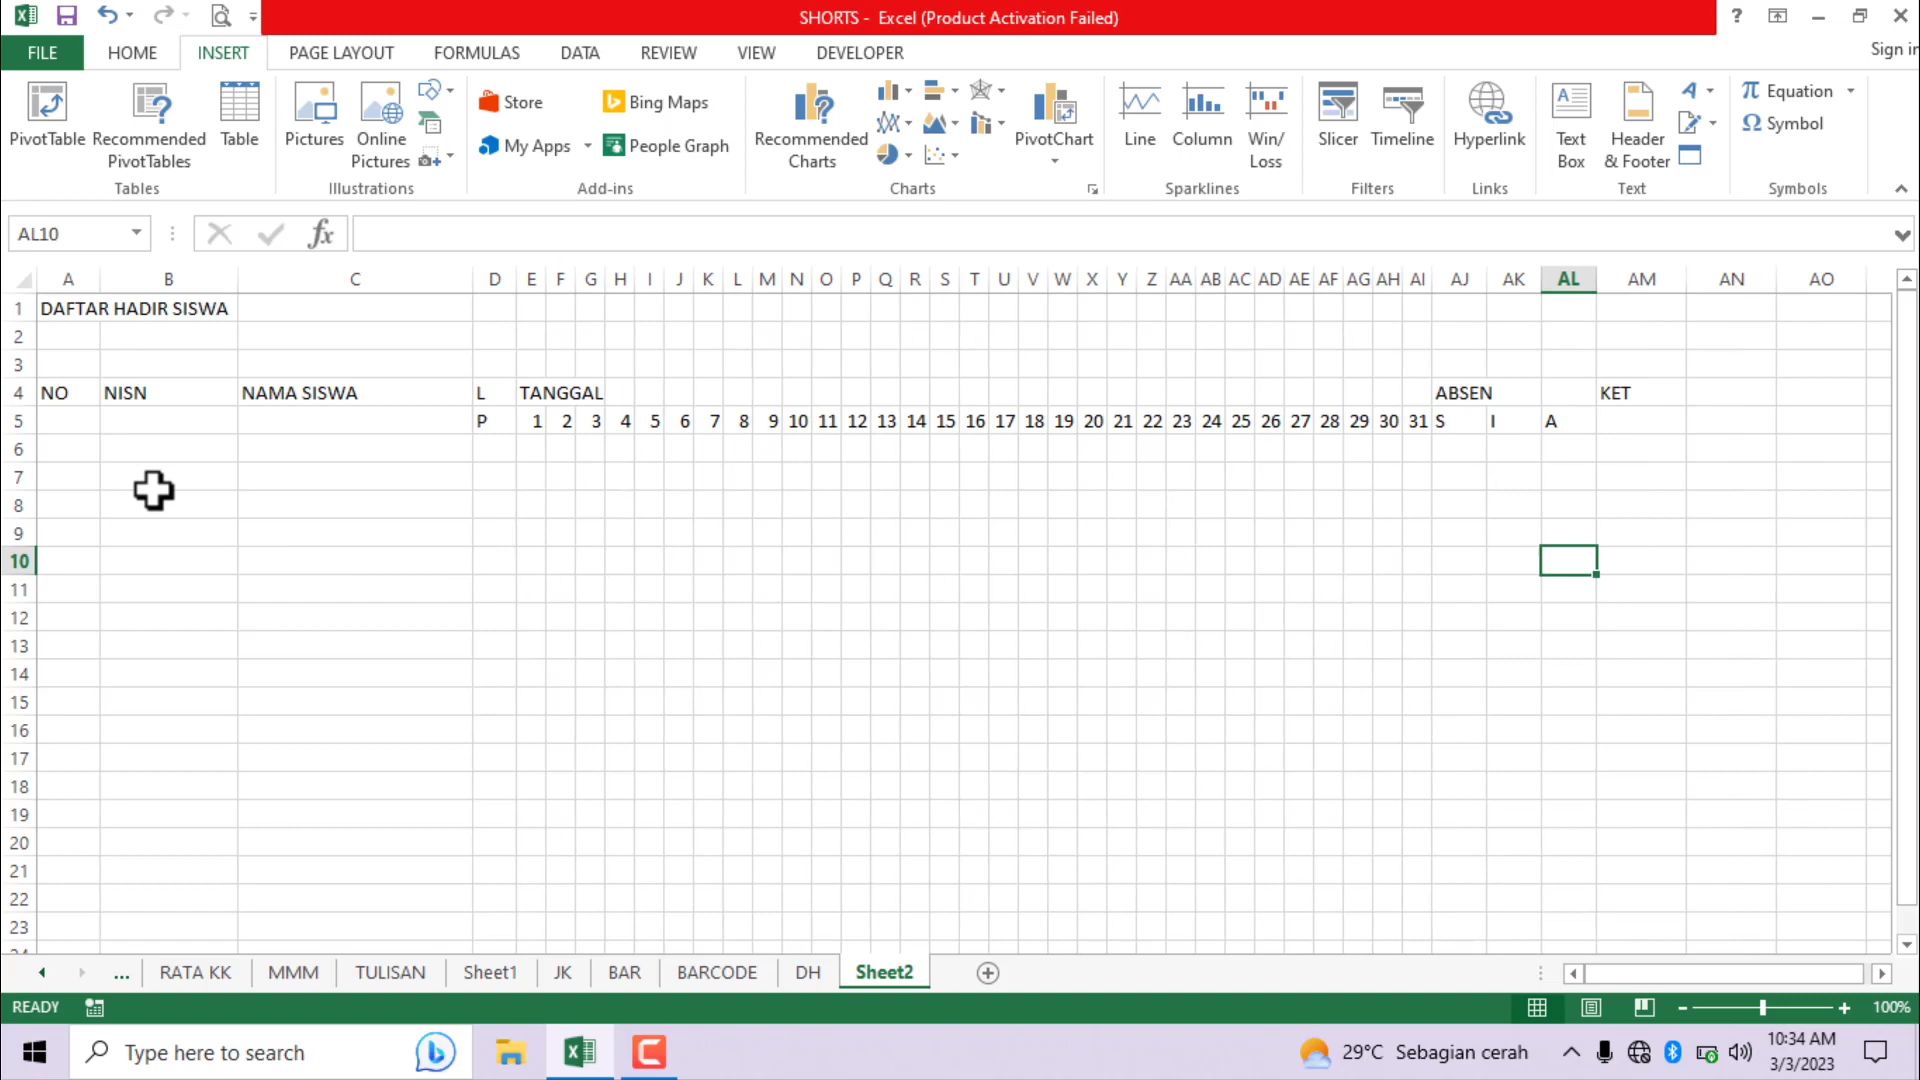 SHORTS - Excel (Product Activation Failed)
?
FILE HOME INSERT PAGE LAYOUT FORMULAS DATA REVIEW VIEW DEVELOPER Sign in
PivotTable Recommended PivotTables Table Pictures Online Pictures Store Bing Maps My Apps People Graph Recommended Charts PivotChart Line Column Win/ Loss Slicer Timeline Hyperlink Text Box Header & Footer Equation Symbol
Tables Illustrations Add-ins Charts Sparklines Filters Links Text Symbols
AL10 fx
A B C D E F G H I J K L M N O P Q R S T U V W X Y Z AA AB AC AD AE AF AG AH AI AJ AK AL AM AN AO
1 DAFTAR HADIR SISWA
2
3
4 NO NISN NAMA SISWA L TANGGAL ABSEN KET
5 P 1 2 3 4 5 6 7 8 9 10 11 12 13 14 15 16 17 18 19 20 21 22 23 24 25 26 27 28 29 30 31 S I A
6
7
8
9
10
11
12
13
14
15
16
17
18
19
20
21
22
23
... RATA KK MMM TULISAN Sheet1 JK BAR BARCODE DH Sheet2
READY 100%
Type here to search 29°C Sebagian cerah 10:34 AM
3/3/2023